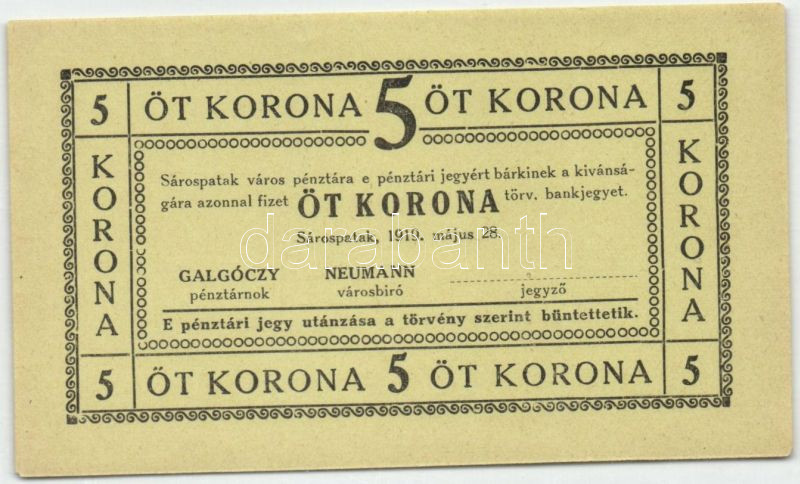 5 ÖT KORONA 5 ÖT KORONA 5
KORONA
KORONA
Sárospatak város pénztára e pénztári jegyért bárkinek a kivánsá-
gára azonnal fizet ÖT KORONA törv. bankjegyet.
Sárospatak, 1919. május 28.
GALGÓCZY NEUMANN
pénztárnok városbiró jegyző
E pénztári jegy utánzása a törvény szerint büntettetik.
5 ÖT KORONA 5 ÖT KORONA 5
darabanth